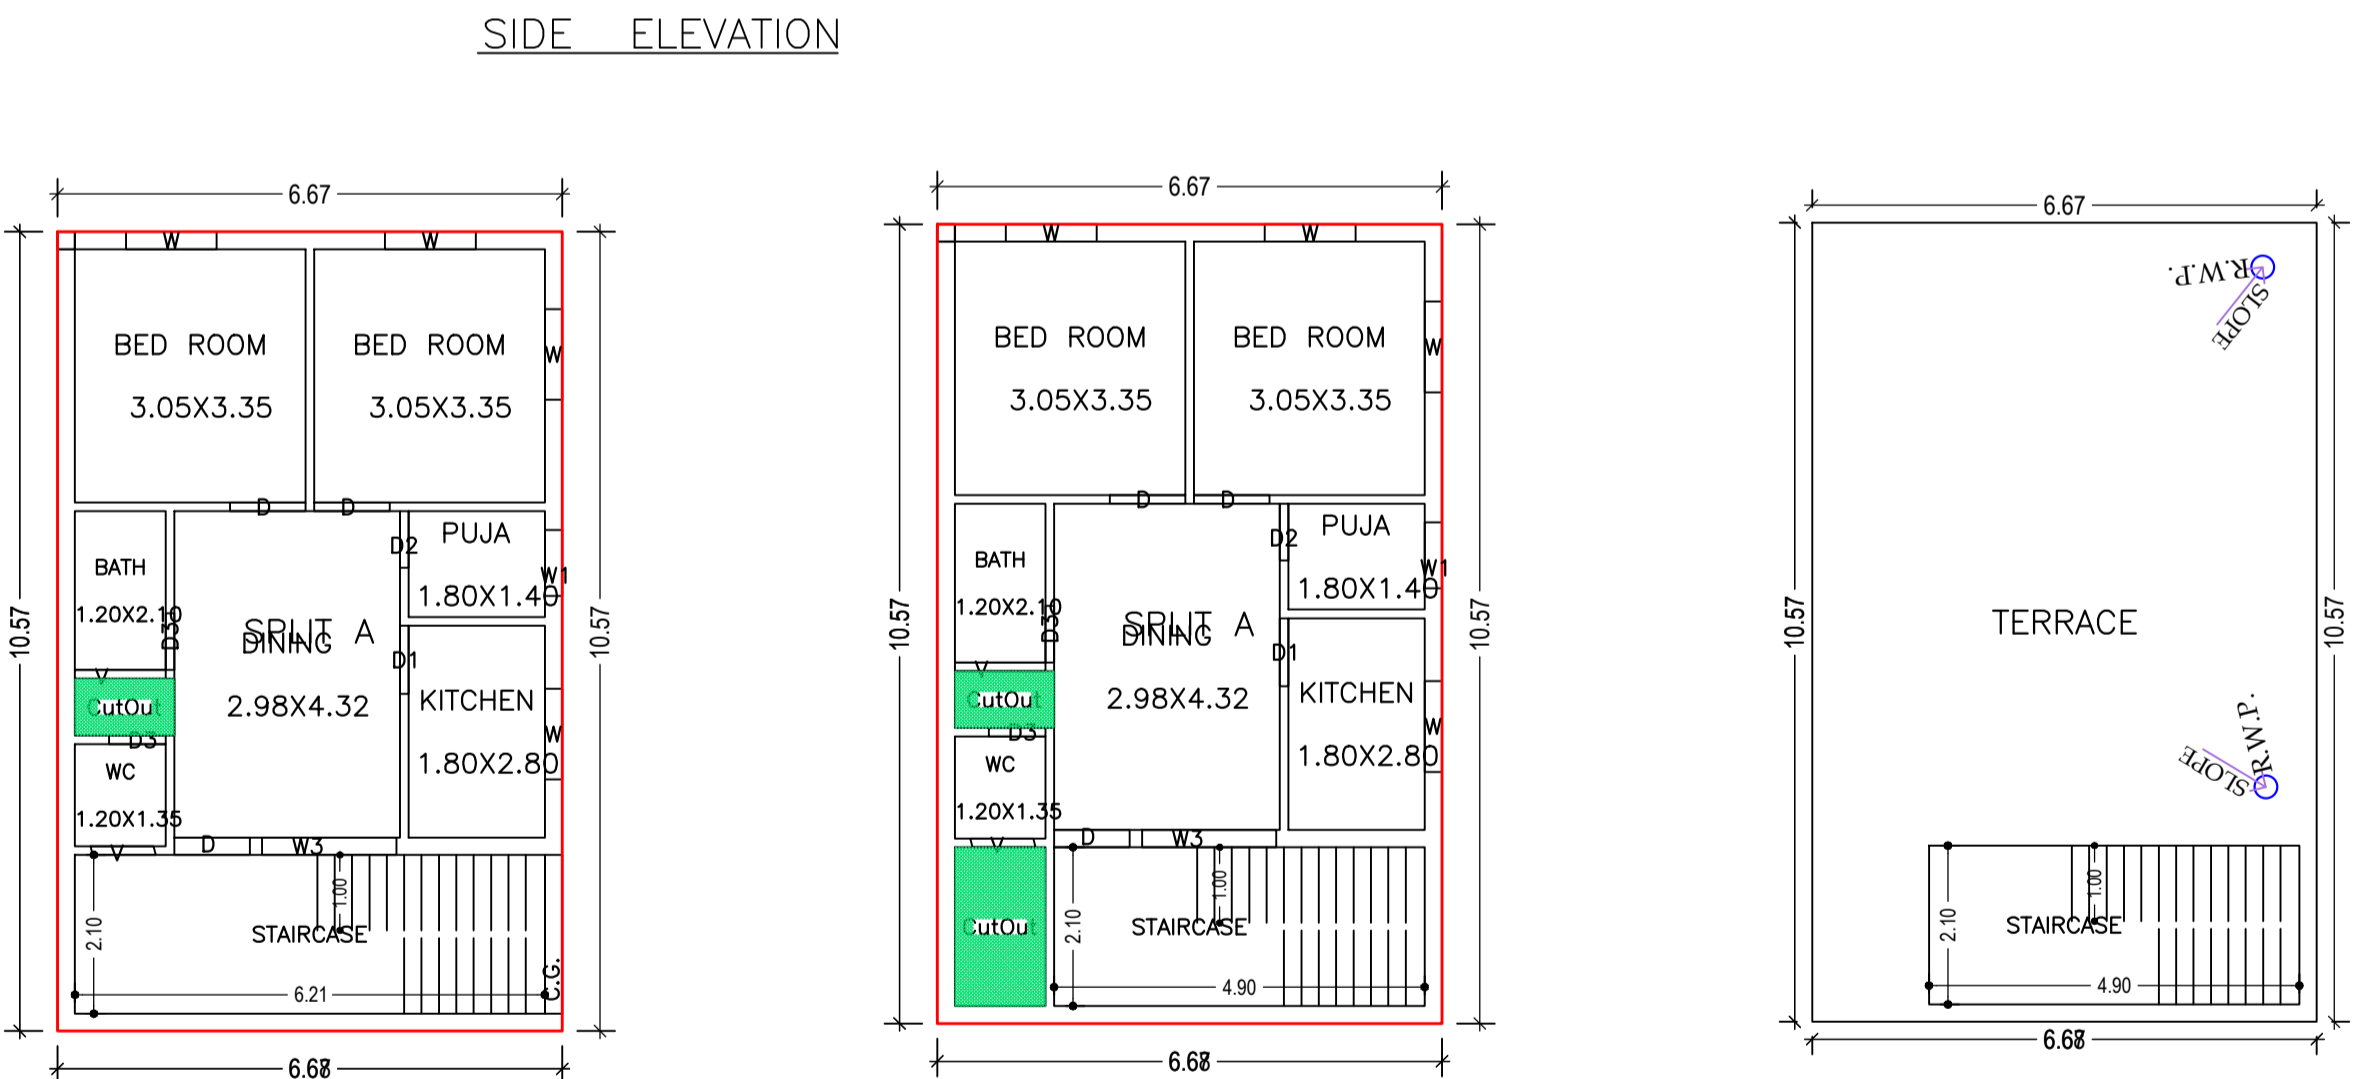 SIDE ELEVATION
6.67
W
W
BED ROOM
3.05X3.35
BED ROOM
3.05X3.35
W
D
D
BATH
1.20X2.10
D3
D2
PUJA
1.80X1.40
W1
SPLIT A
DINING
2.98X4.32
D1
V
CutOut
D3
KITCHEN
1.80X2.80
W
WC
1.20X1.35
V
D
W3
1.00
2.10
STAIRCASE
C.G.
6.21
10.57
10.57
6.67
W
W
BED ROOM
3.05X3.35
BED ROOM
3.05X3.35
W
D
D
BATH
1.20X2.10
D3
D2
PUJA
1.80X1.40
W1
SPLIT A
DINING
2.98X4.32
D1
V
CutOut
D3
KITCHEN
1.80X2.80
W
WC
1.20X1.35
V
D
W3
1.00
2.10
CutOut
STAIRCASE
4.90
10.57
10.57
6.67
R.W.P.
SLOPE
TERRACE
R.W.P.
SLOPE
1.00
2.10
STAIRCASE
4.90
10.57
10.57